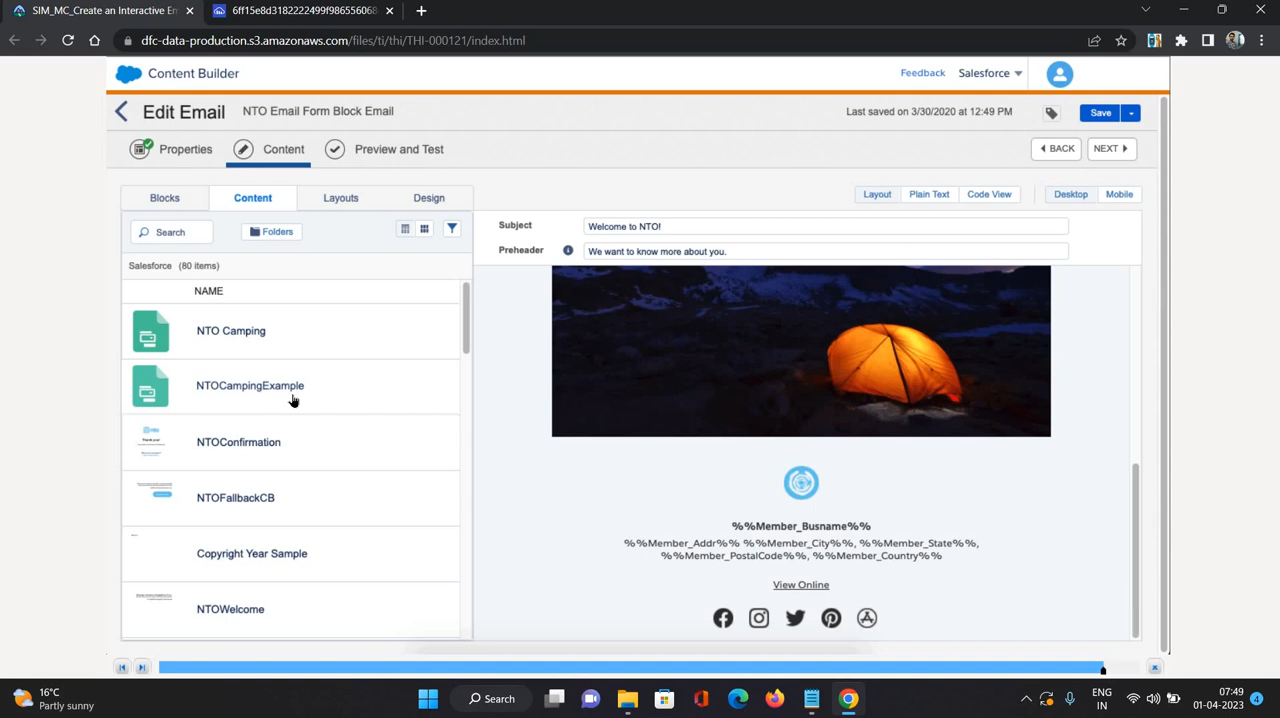 SIM_MC_Create an Interactive Em
6ff15e8d3182222499f986556068
dfc-data-production.s3.amazonaws.com/files/ti/thi/THI-000121/index.html
Content Builder
Feedback
Salesforce
Edit Email
NTO Email Form Block Email
Last saved on 3/30/2020 at 12:49 PM
Save
Properties
Content
Preview and Test
BACK
NEXT
Blocks
Content
Layouts
Design
Layout
Plain Text
Code View
Desktop
Mobile
Search
Folders
Subject
Welcome to NTO!
Preheader
We want to know more about you.
Salesforce (80 items)
NAME
NTO Camping
NTOCampingExample
NTOConfirmation
NTOFallbackCB
Copyright Year Sample
NTOWelcome
%%Member_Busname%%
%%Member_Addr%% %%Member_City%%, %%Member_State%%,
%%Member_PostalCode%%, %%Member_Country%%
View Online
16°C
Partly sunny
Search
ENG
IN
07:49
01-04-2023
4